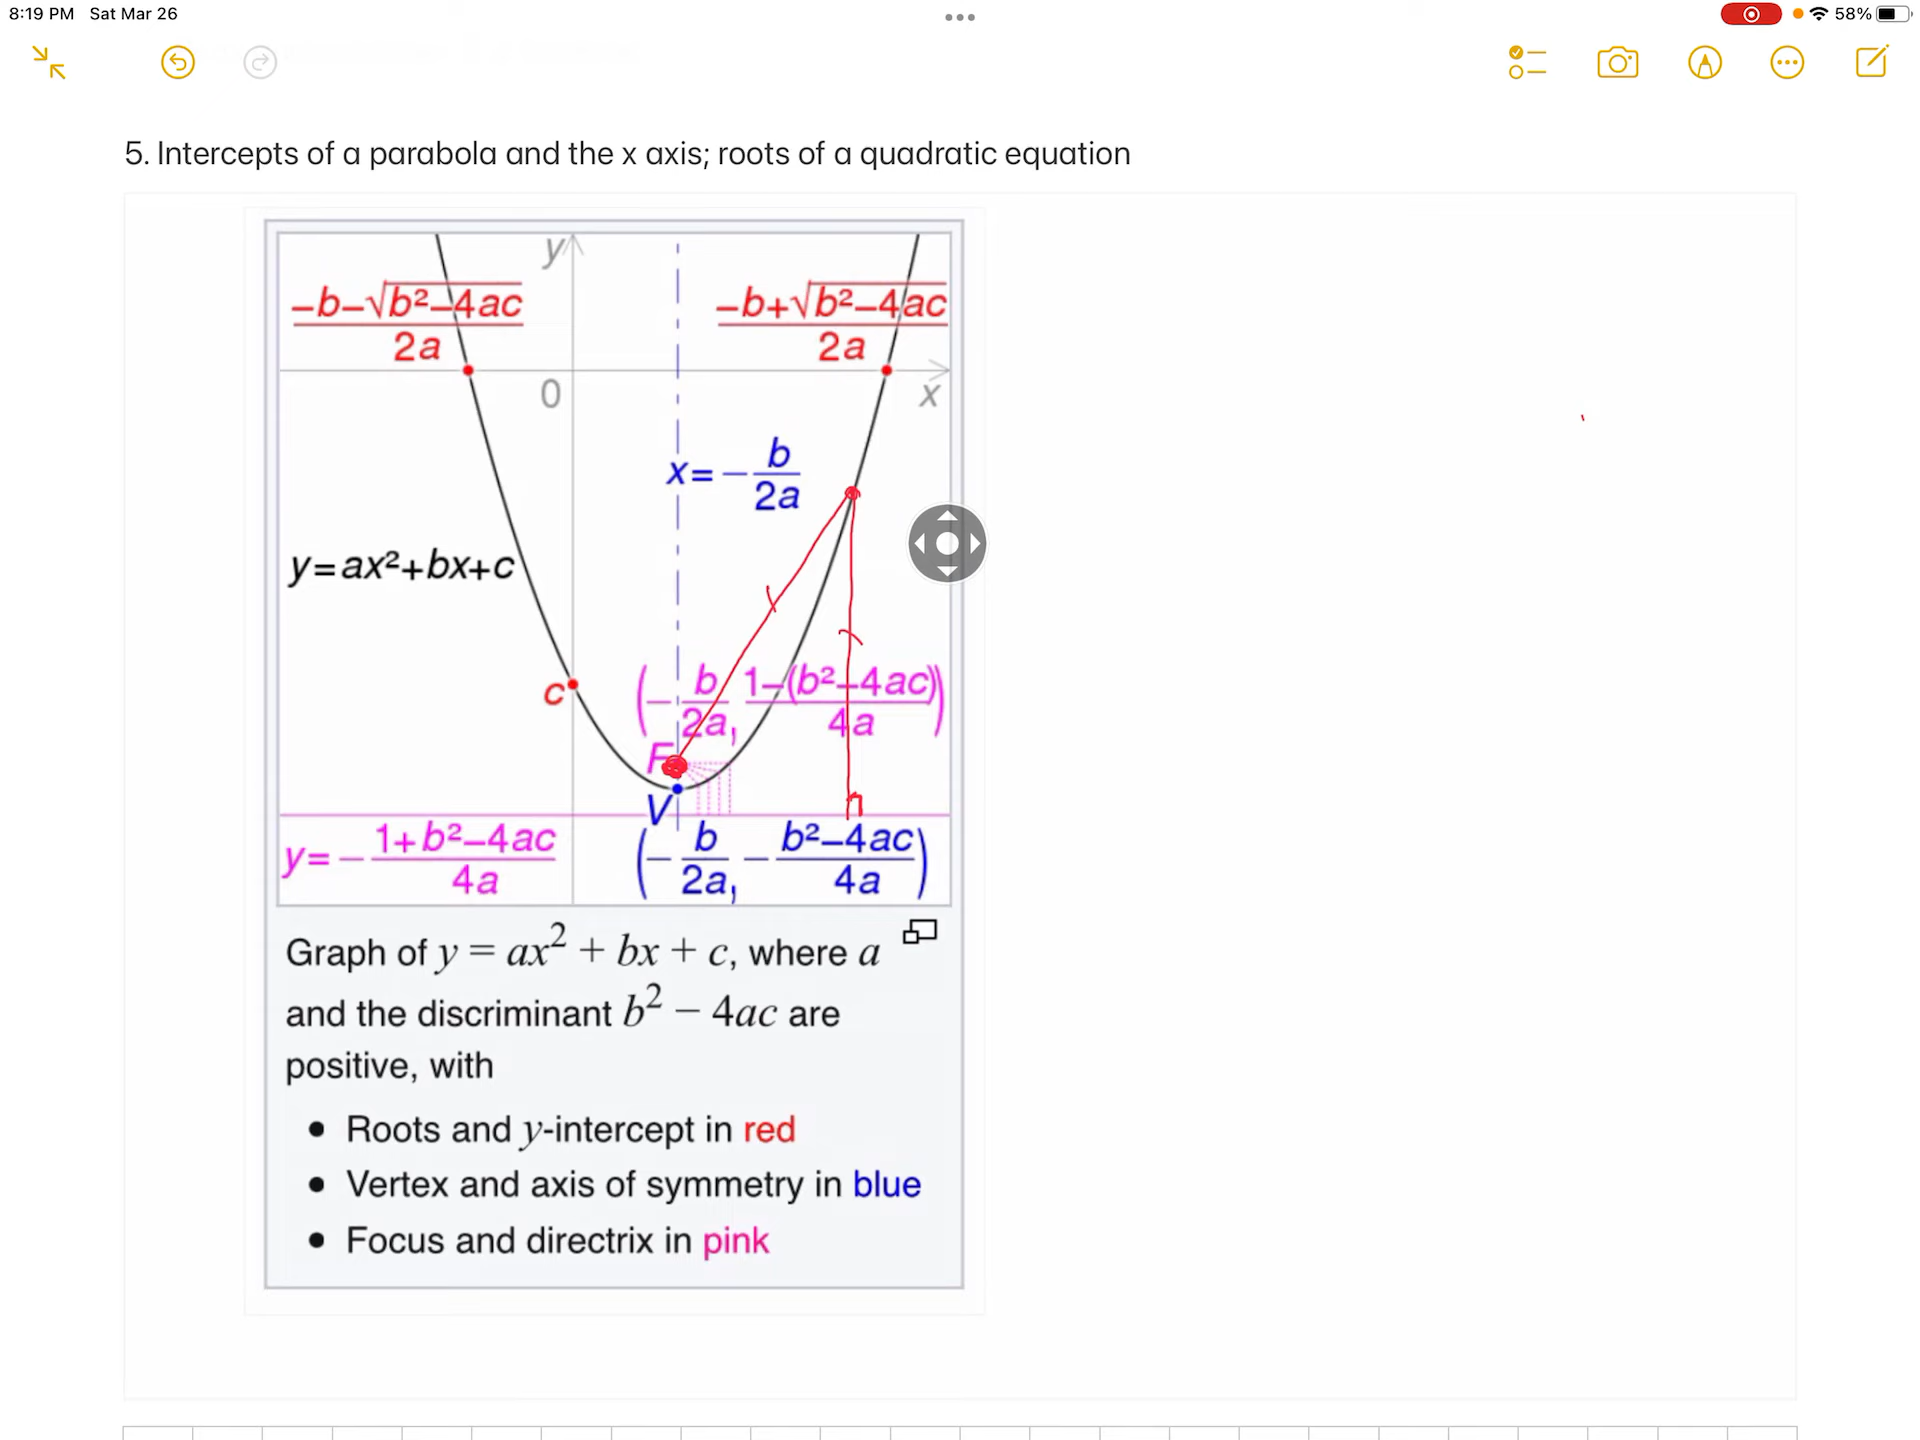 8:19 PM Sat Mar 26
58%
5. Intercepts of a parabola and the x axis; roots of a quadratic equation
y
−b−√b²−4ac
2a
−b+√b²−4ac
2a
0
x
x=−b/2a
y=ax²+bx+c
c
(−b/2a, 1−(b²−4ac)/4a)
F
V
y=−1+b²−4ac/4a
(−b/2a, −b²−4ac/4a)
Graph of y = ax² + bx + c, where a
and the discriminant b² − 4ac are
positive, with
• Roots and y-intercept in red
• Vertex and axis of symmetry in blue
• Focus and directrix in pink